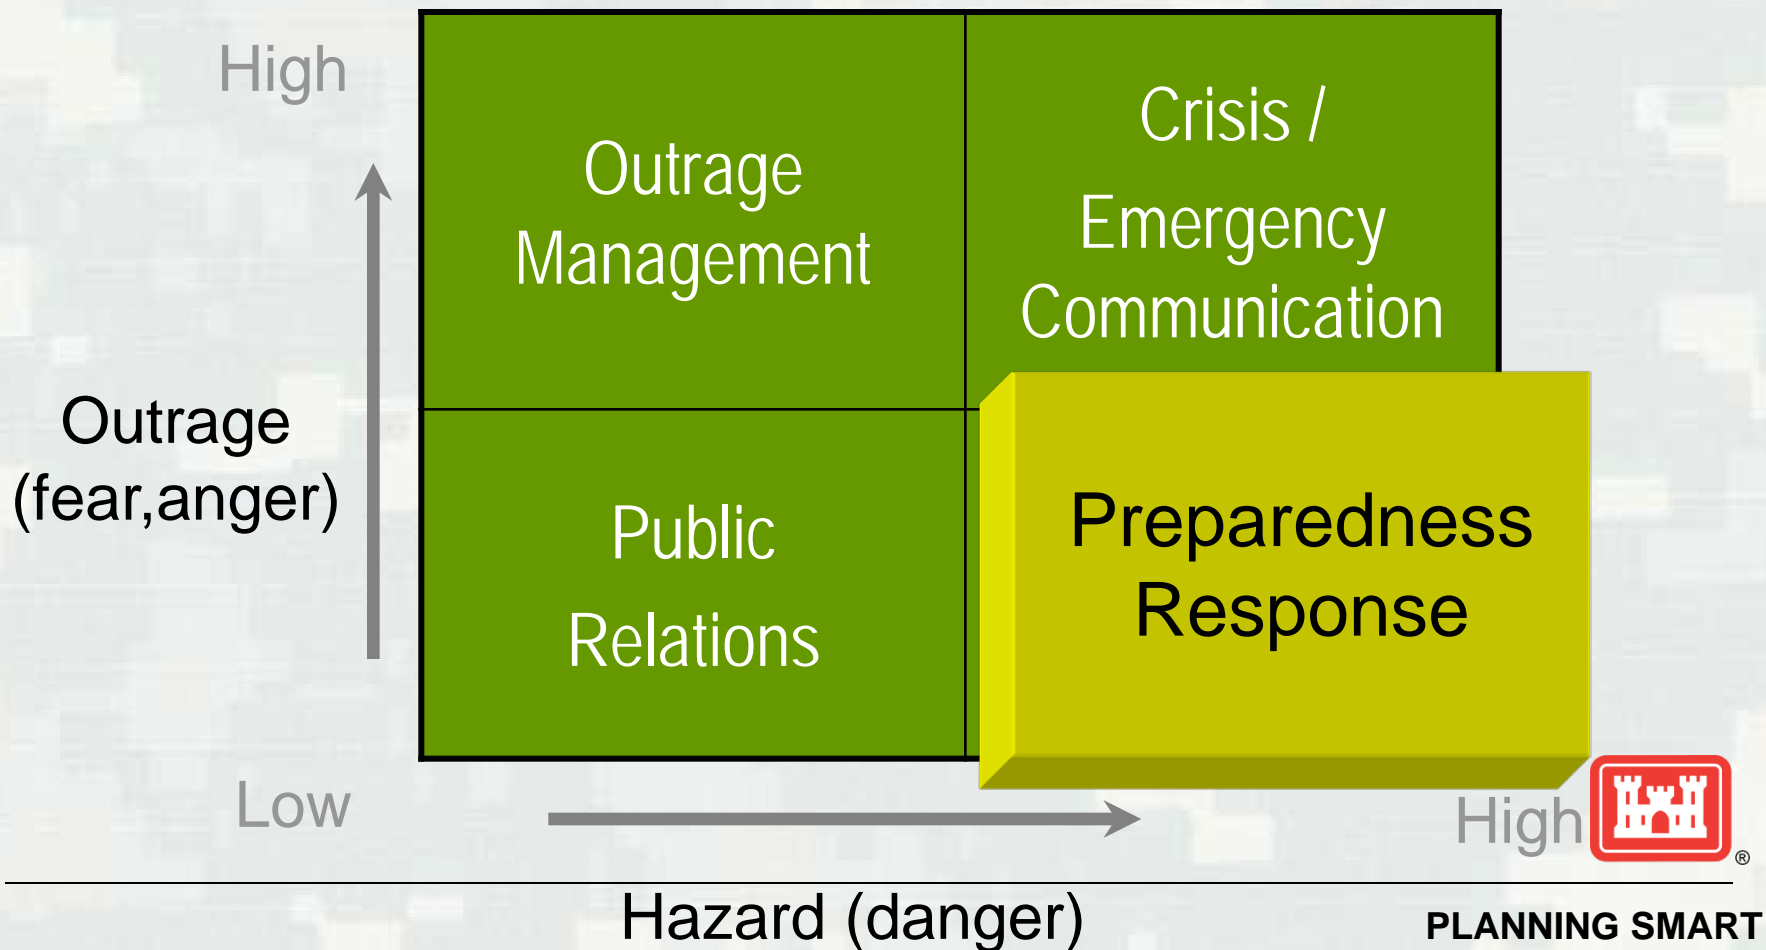 High
Outrage
Management
Crisis /
Emergency
Communication
Outrage
(fear,anger)
Public
Relations
Preparedness
Response
Low
High
®
Hazard (danger)
PLANNING SMART